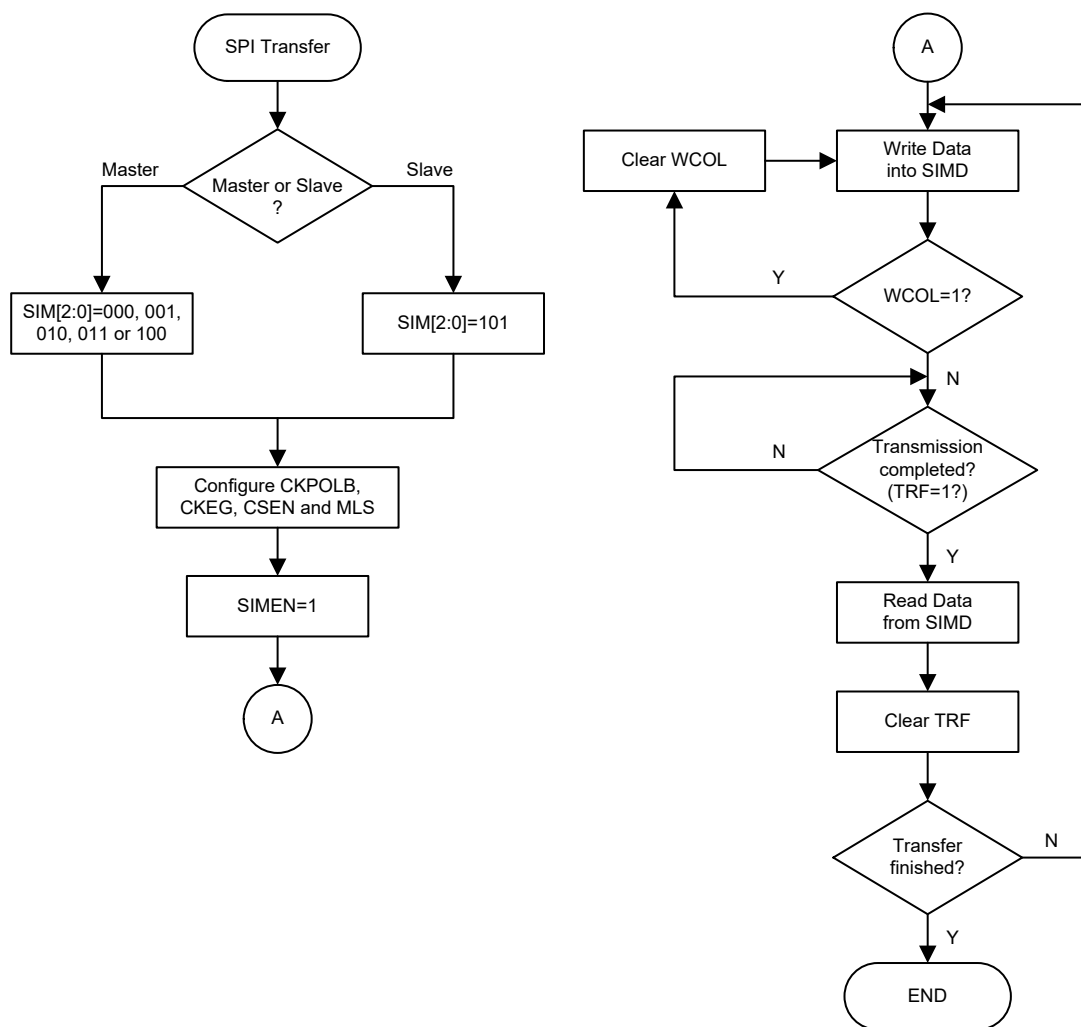 SPI Transfer
Master
Slave
Master or Slave
?
SIM[2:0]=000, 001,
010, 011 or 100
SIM[2:0]=101
Configure CKPOLB,
CKEG, CSEN and MLS
SIMEN=1
A
A
Write Data
into SIMD
Clear WCOL
WCOL=1?
Y
N
Transmission
completed?
(TRF=1?)
N
Y
Read Data
from SIMD
Clear TRF
Transfer
finished?
N
Y
END